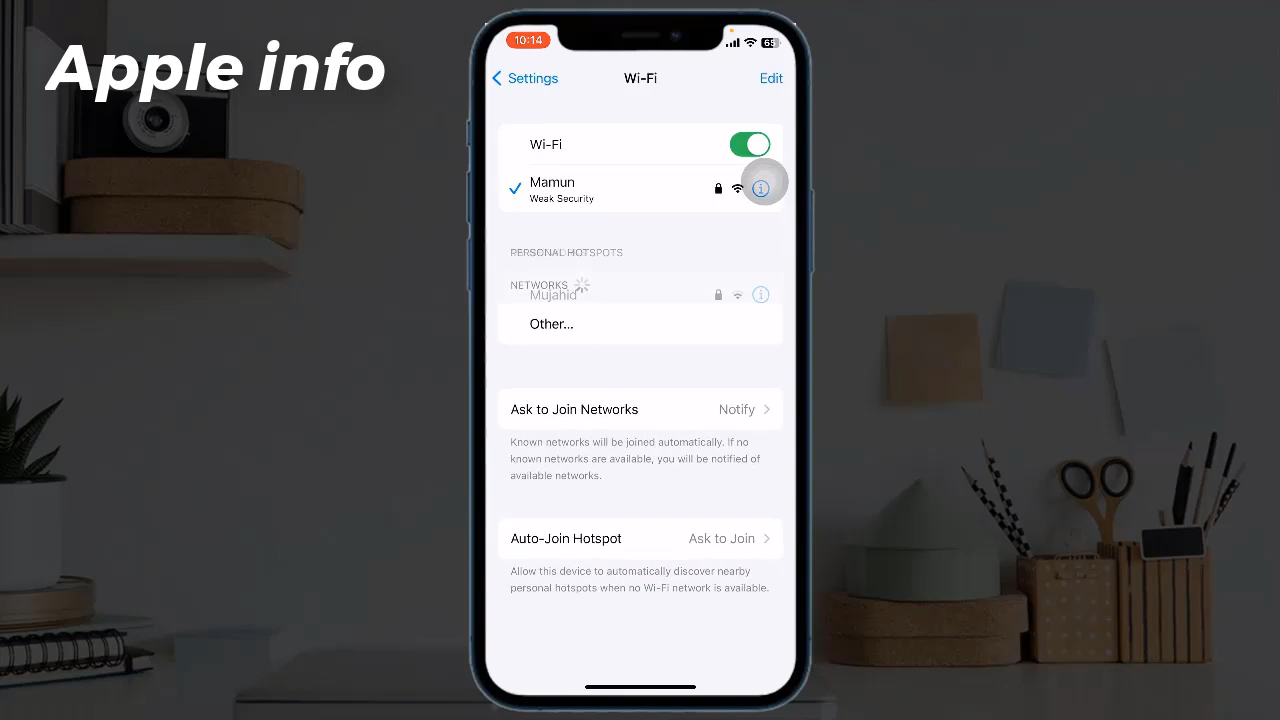 Apple info
10:14
65
Settings
Wi-Fi
Edit
Wi-Fi
Mamun
Weak Security
PERSONAL HOTSPOTS
NETWORKS
Mujahid
Other...
Ask to Join Networks
Notify
Known networks will be joined automatically. If no
known networks are available, you will be notified of
available networks.
Auto-Join Hotspot
Ask to Join
Allow this device to automatically discover nearby
personal hotspots when no Wi-Fi network is available.